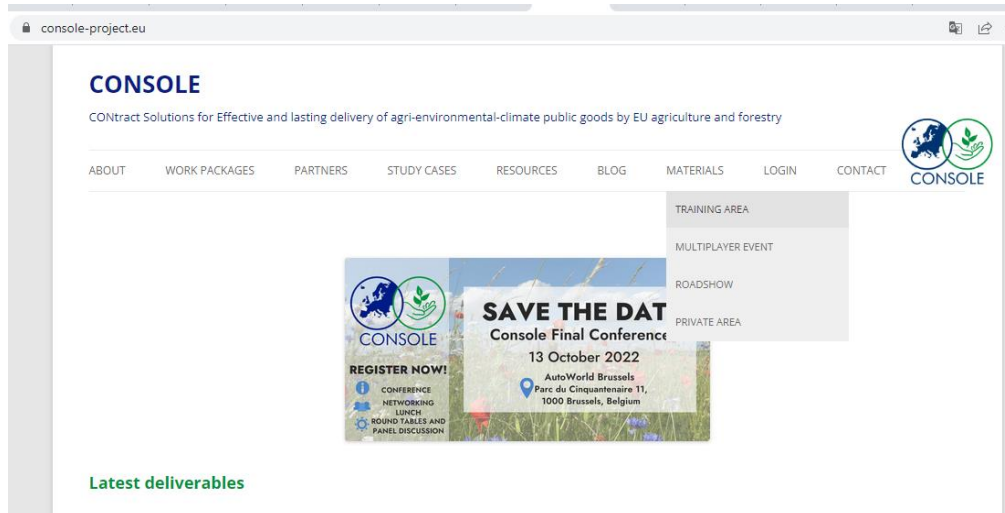 console-project.eu
CONSOLE
CONtract Solutions for Effective and lasting delivery of agri-environmental-climate public goods by EU agriculture and forestry
CONSOLE
ABOUT WORK PACKAGES PARTNERS STUDY CASES RESOURCES BLOG MATERIALS LOGIN CONTACT
TRAINING AREA
MULTIPLAYER EVENT
ROADSHOW
PRIVATE AREA
CONSOLE
REGISTER NOW!
CONFERENCE
NETWORKING
LUNCH
ROUND TABLES AND
PANEL DISCUSSION
SAVE THE DAT
Console Final Conference
13 October 2022
AutoWorld Brussels
Parc du Cinquantenaire 11,
1000 Brussels, Belgium
Latest deliverables